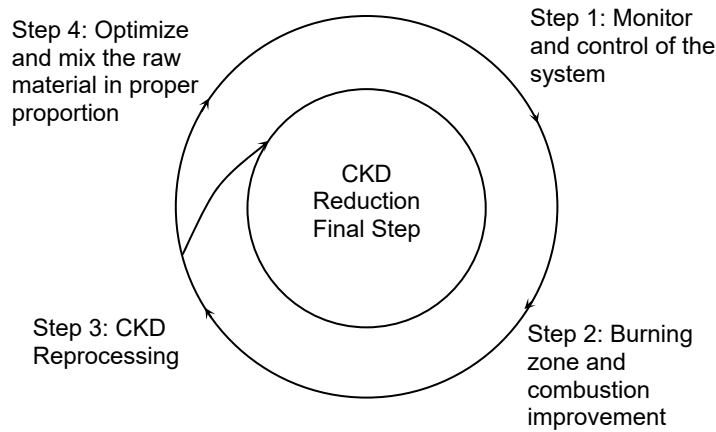 Step 4: Optimize
and mix the raw
material in proper
proportion
Step 1: Monitor
and control of the
system
CKD
Reduction
Final Step
Step 3: CKD
Reprocessing
Step 2: Burning
zone and
combustion
improvement